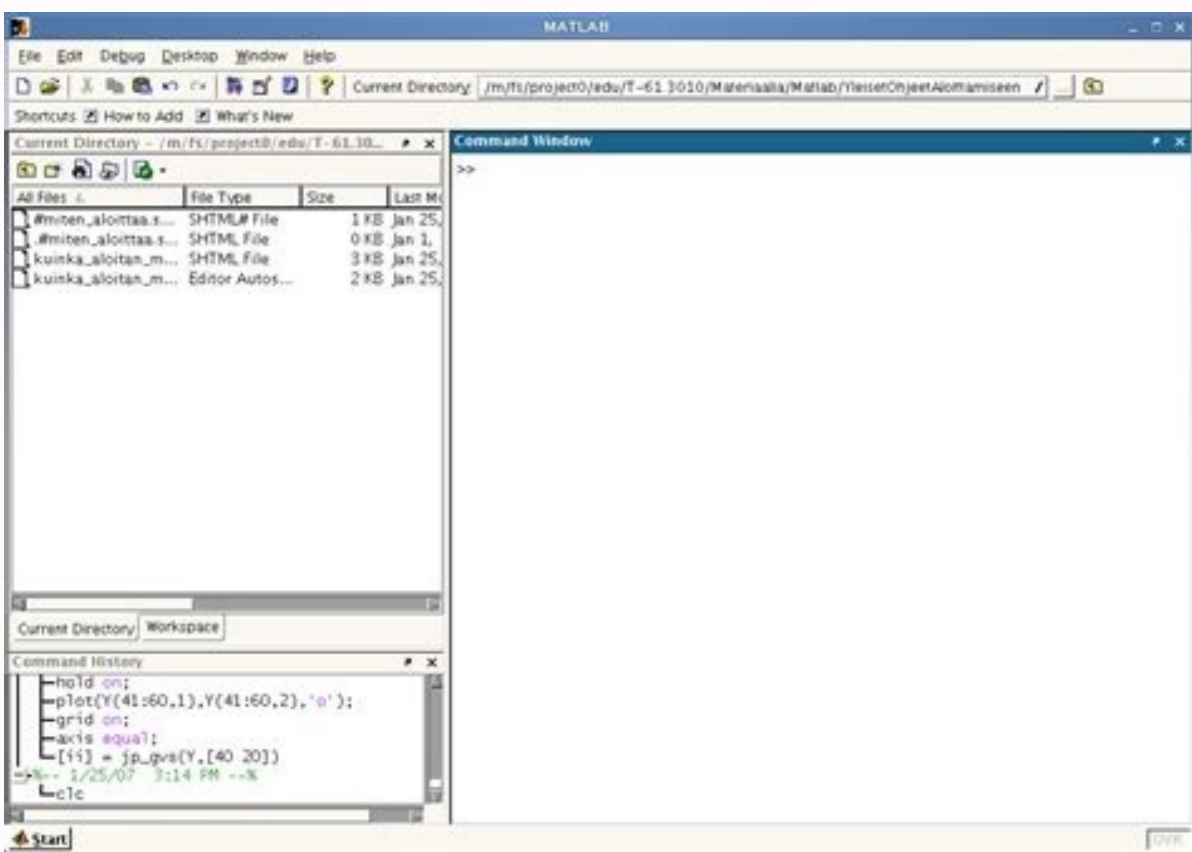 MATLAB
File Edit Debug Desktop Window Help
Current Directory: /m/fs/project0/edu/T-61.3010/Materiaalia/Matlab/YleisetOhjeetAloittamiseen /
Shortcuts How to Add What's New
Current Directory - /m/fs/project0/edu/T-61.30...
All Files File Type Size Last Mo
#miten_aloittaa.s... SHTML# File 1 KB Jan 25,
.#miten_aloittaa.s... SHTML File 0 KB Jan 1,
kuinka_aloitan_m... SHTML File 3 KB Jan 25,
kuinka_aloitan_m... Editor Autos... 2 KB Jan 25,
Current Directory Workspace
Command History
hold on;
plot(Y(41:60,1),Y(41:60,2),'o');
grid on;
axis equal;
[ii] = jp_gvs(Y,[40 20])
%-- 1/25/07 3:14 PM --%
clc
Command Window
>>
Start
OVR